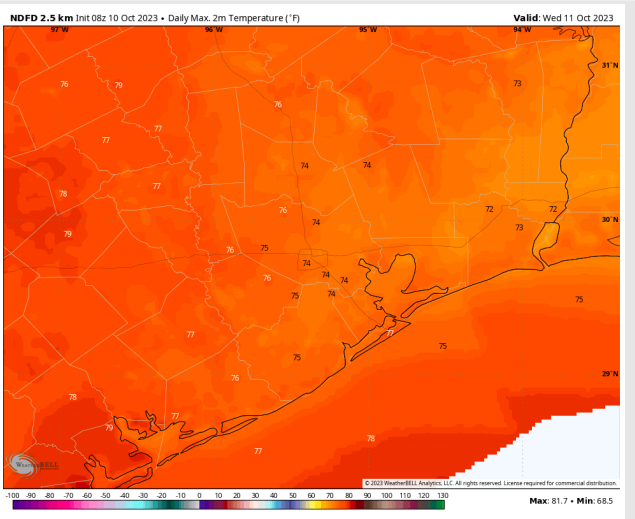 NDFD 2.5 km Init 08z 10 Oct 2023 • Daily Max. 2m Temperature (°F) Valid: Wed 11 Oct 2023
97°W 96°W 95°W 94°W
31°N
76 79 73
76
77
77
74 74
77
78
76 72 72
30°N
74 73
79
76 75
74
76 74 74
75 74 75
77 77
75
75
29°N
76
78
77
79 78
77
WeatherBELL
© 2023 WeatherBELL Analytics, LLC. All rights reserved. License required for commercial distribution.
-100 -90 -80 -70 -60 -50 -40 -30 -20 -10 0 10 20 30 40 50 60 70 80 90 100 110 120 130
Max: 81.7 • Min: 68.5